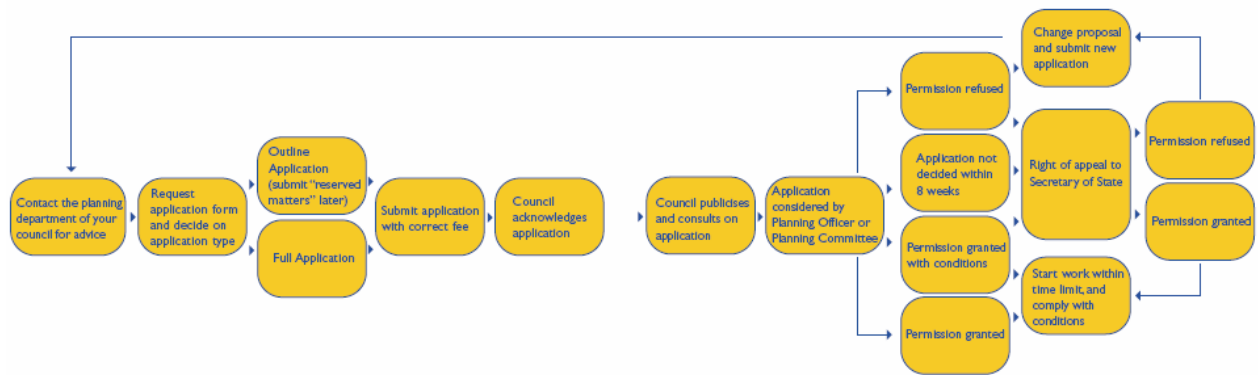 Contact the planning
department of your
council for advice
Request
application form
and decide on
application type
Outline
Application
(submit "reserved
matters" later)
Full Application
Submit application
with correct fee
Council
acknowledges
application
Council publicises
and consults on
application
Application
considered by
Planning Officer or
Planning Committee
Permission refused
Application not
decided within
8 weeks
Permission granted
with conditions
Permission granted
Change proposal
and submit new
application
Right of appeal to
Secretary of State
Start work within
time limit, and
comply with
conditions
Permission refused
Permission granted